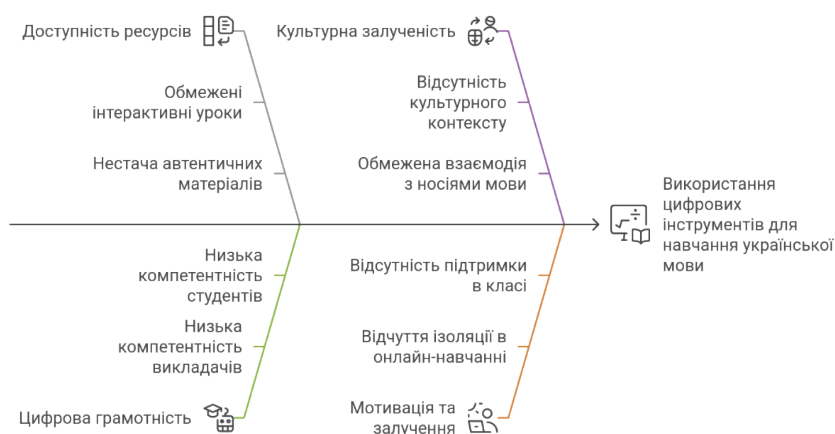 Доступність ресурсів
Обмежені
інтерактивні уроки
Нестача автентичних
матеріалів
Культурна залученість
Відсутність
культурного
контексту
Обмежена взаємодія
з носіями мови
Використання
цифрових
інструментів для
навчання української
мови
Низька
компетентність
студентів
Низька
компетентність
викладачів
Цифрова грамотність
Відсутність підтримки
в класі
Відчуття ізоляції в
онлайн-навчанні
Мотивація та
залучення